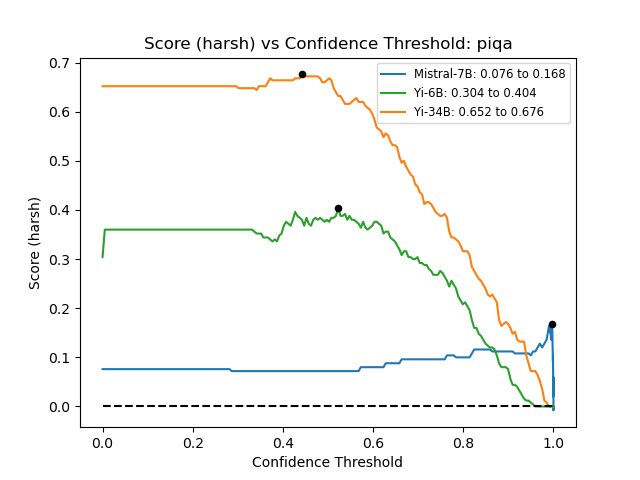 Score (harsh) vs Confidence Threshold: piqa
Mistral-7B: 0.076 to 0.168
Yi-6B: 0.304 to 0.404
Yi-34B: 0.652 to 0.676
Score (harsh)
0.7
0.6
0.5
0.4
0.3
0.2
0.1
0.0
0.0 0.2 0.4 0.6 0.8 1.0
Confidence Threshold